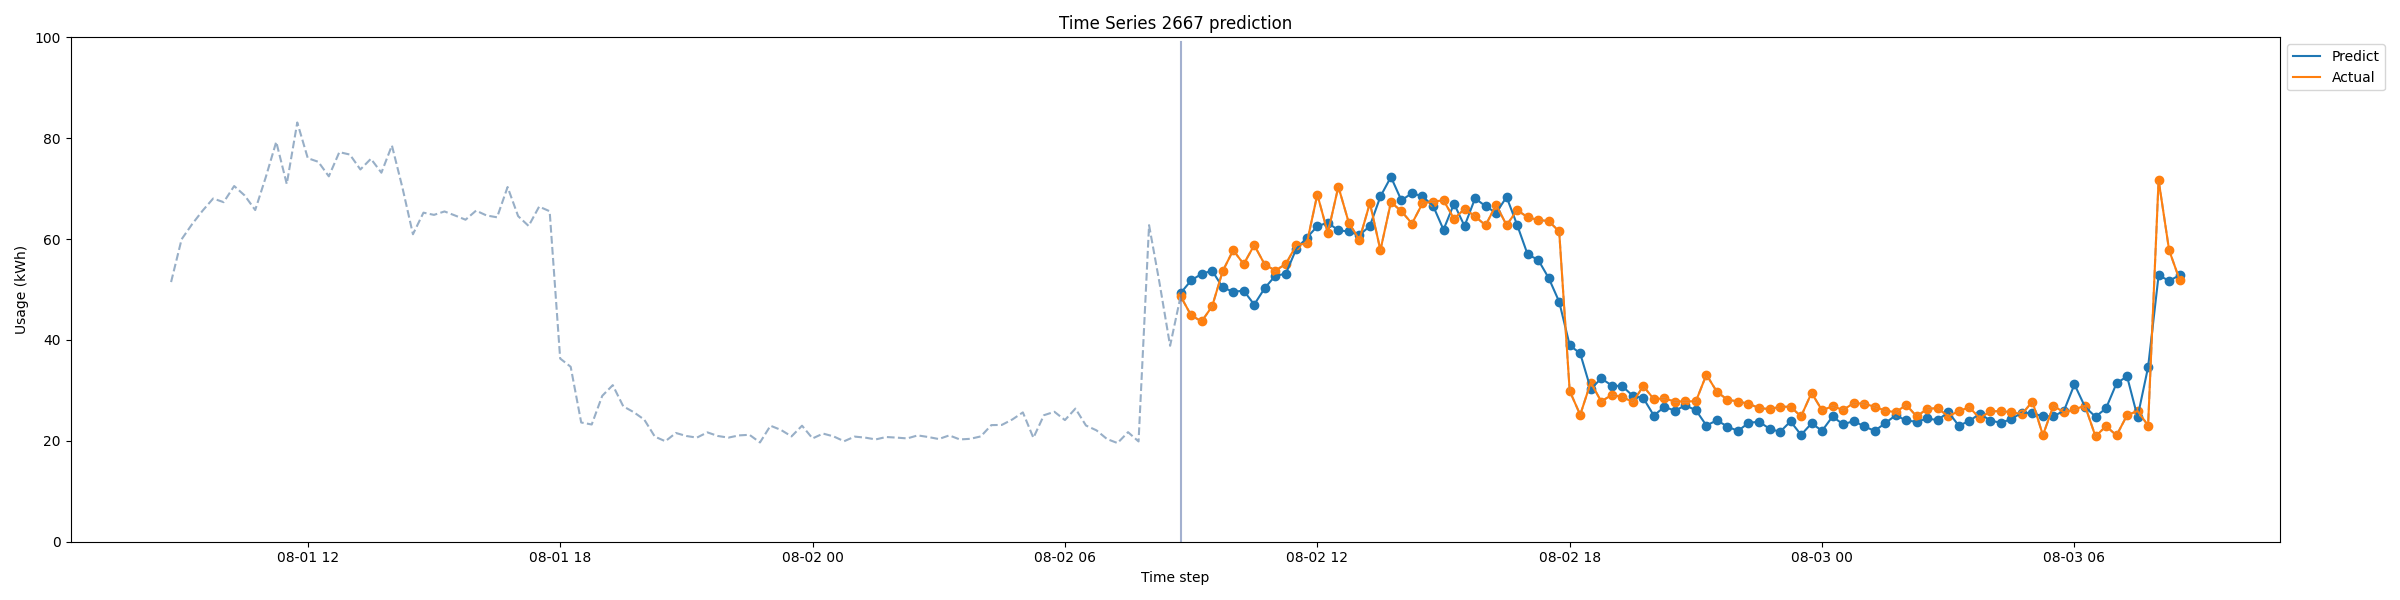 Time Series 2667 prediction
100
80
60
40
20
0
Usage (kWh)
08-01 12
08-01 18
08-02 00
08-02 06
08-02 12
08-02 18
08-03 00
08-03 06
Time step
Predict
Actual